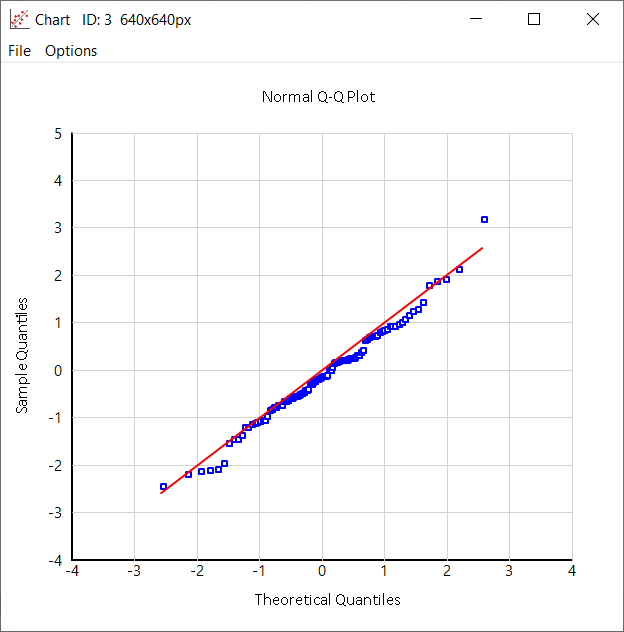 Chart ID: 3 640x640px
File Options
Normal Q-Q Plot
5
4
3
2
1
0
-1
-2
-3
-4
Sample Quantiles
-4 -3 -2 -1 0 1 2 3 4
Theoretical Quantiles